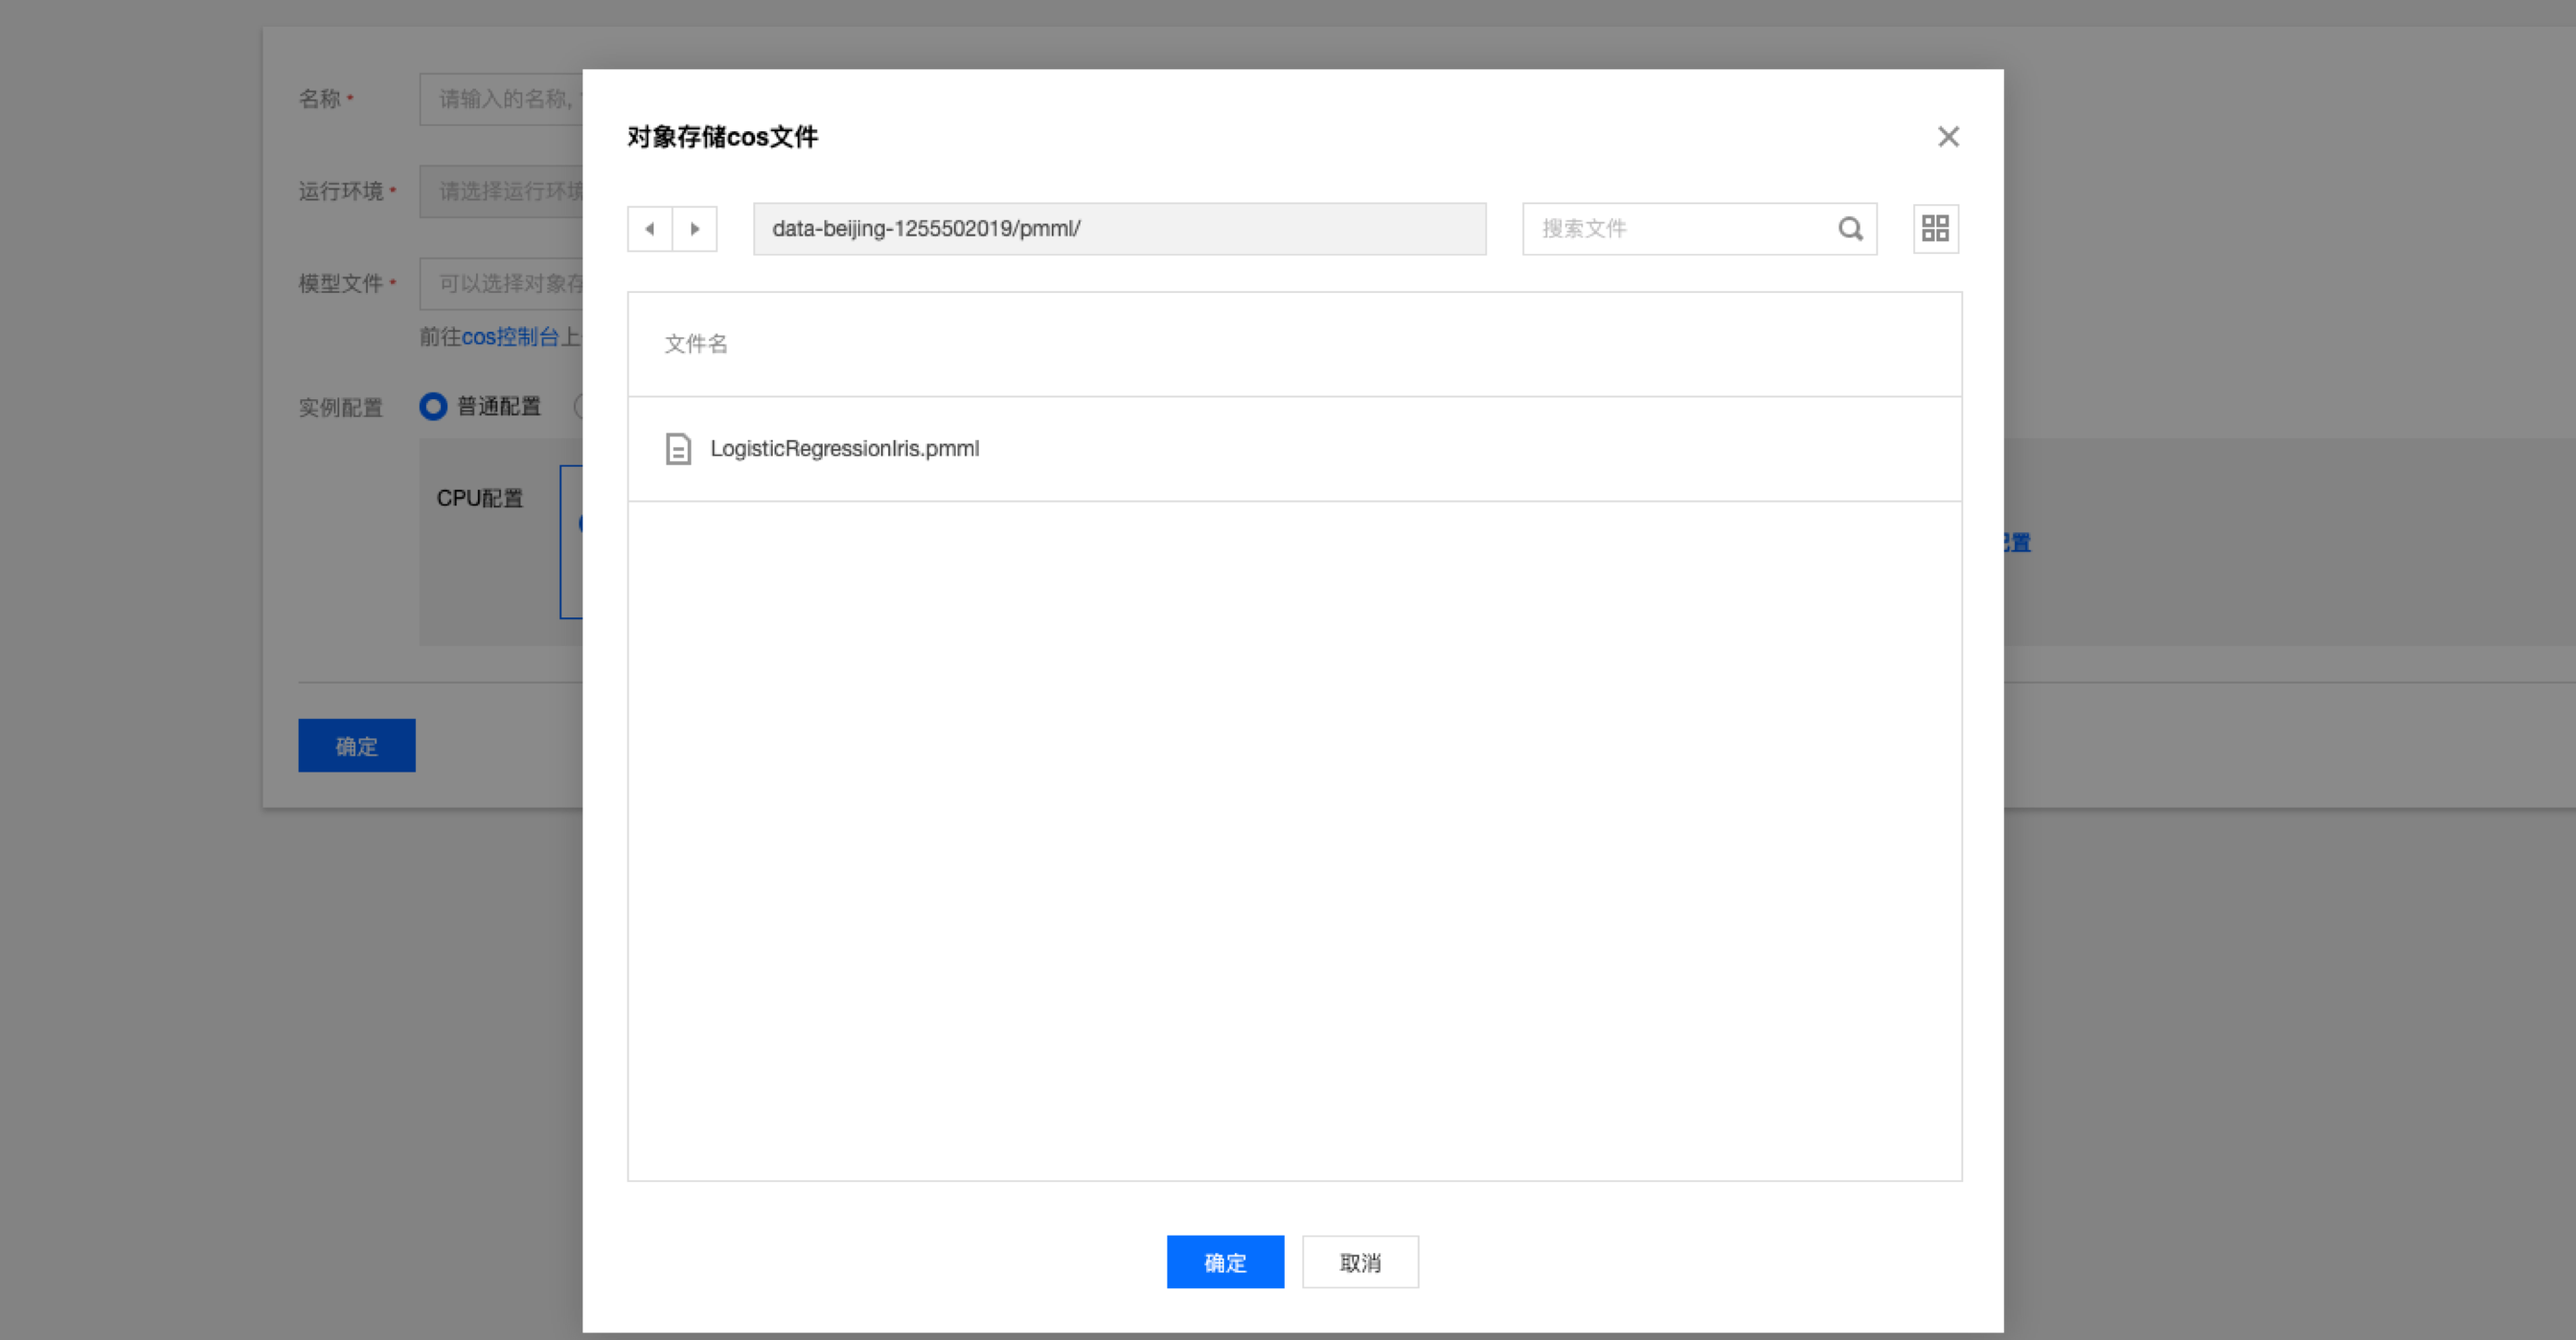 名称 *
请输入的名称,
运行环境 *
请选择运行环境
模型文件 *
可以选择对象存
前往cos控制台上
实例配置
普通配置
CPU配置
配置
确定
对象存储cos文件
data-beijing-1255502019/pmml/
搜索文件
文件名
LogisticRegressionIris.pmml
确定
取消